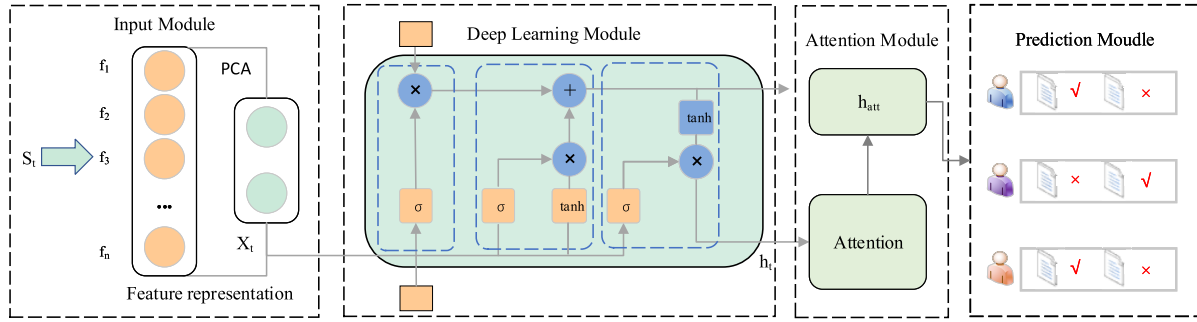 Input Module
f1
PCA
f2
St
f3
...
fn
Xt
Feature representation
Deep Learning Module
×
+
tanh
×
×
σ
σ
tanh
σ
ht
Attention Module
hatt
Attention
Prediction Moudle
√ ×
× √
√ ×